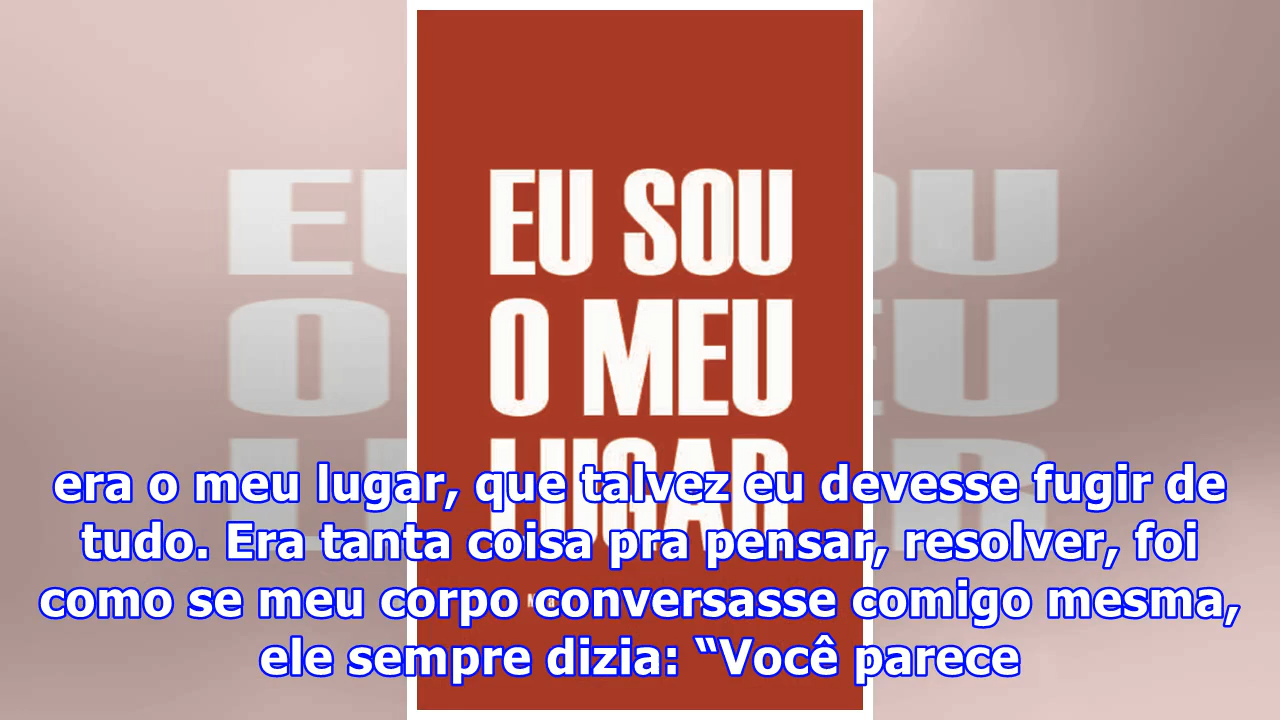 EU SOU
O MEU
LUGAR
era o meu lugar, que talvez eu devesse fugir de
tudo. Era tanta coisa pra pensar, resolver, foi
como se meu corpo conversasse comigo mesma,
ele sempre dizia: “Você parece